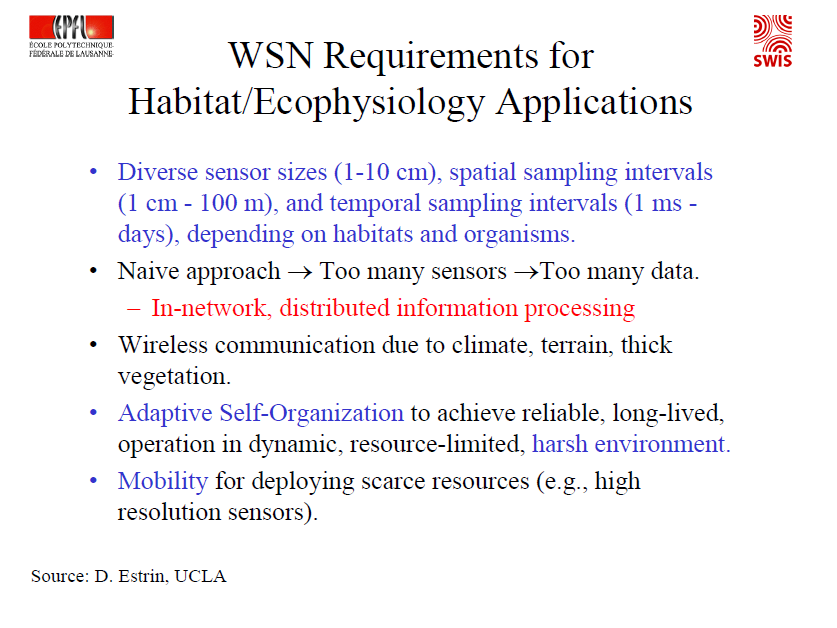 EPFL
ÉCOLE POLYTECHNIQUE
FÉDÉRALE DE LAUSANNE
SWIS
WSN Requirements for
Habitat/Ecophysiology Applications
• Diverse sensor sizes (1-10 cm), spatial sampling intervals
(1 cm - 100 m), and temporal sampling intervals (1 ms -
days), depending on habitats and organisms.
• Naive approach → Too many sensors →Too many data.
– In-network, distributed information processing
• Wireless communication due to climate, terrain, thick
vegetation.
• Adaptive Self-Organization to achieve reliable, long-lived,
operation in dynamic, resource-limited, harsh environment.
• Mobility for deploying scarce resources (e.g., high
resolution sensors).
Source: D. Estrin, UCLA